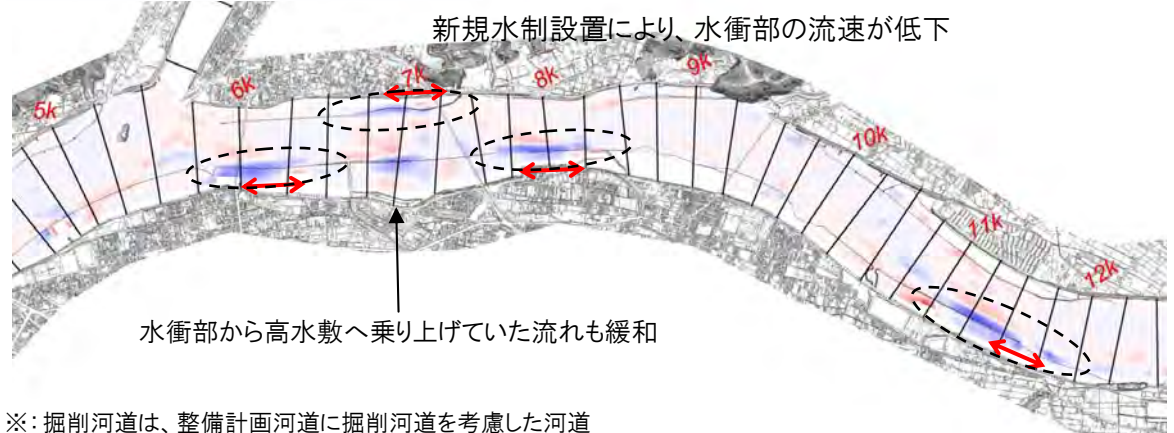 新規水制設置により、水衝部の流速が低下
5k
6k
7k
8k
9k
10k
11k
12k
水衝部から高水敷へ乗り上げていた流れも緩和
※：掘削河道は、整備計画河道に掘削河道を考慮した河道